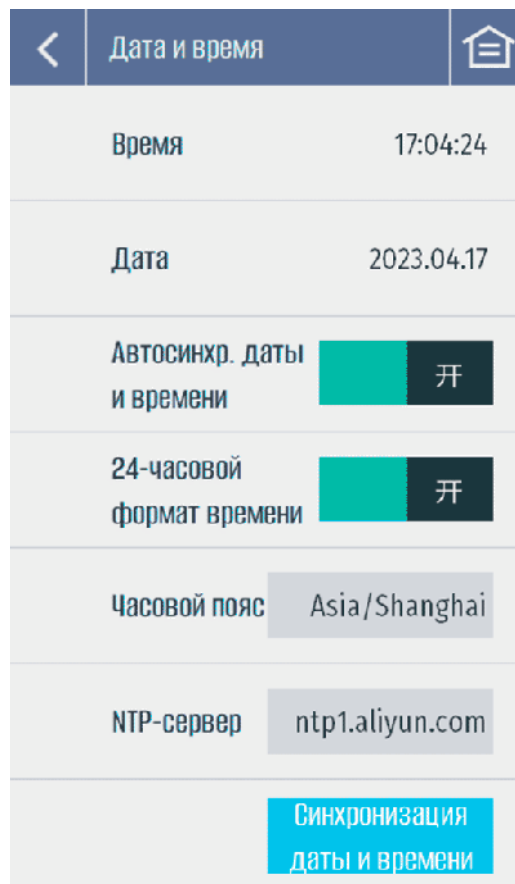 Дата и время
Время 17:04:24
Дата 2023.04.17
Автосинхр. даты
и времени
开
24-часовой
формат времени
开
Часовой пояс Asia/Shanghai
NTP-сервер ntp1.aliyun.com
Синхронизация
даты и времени